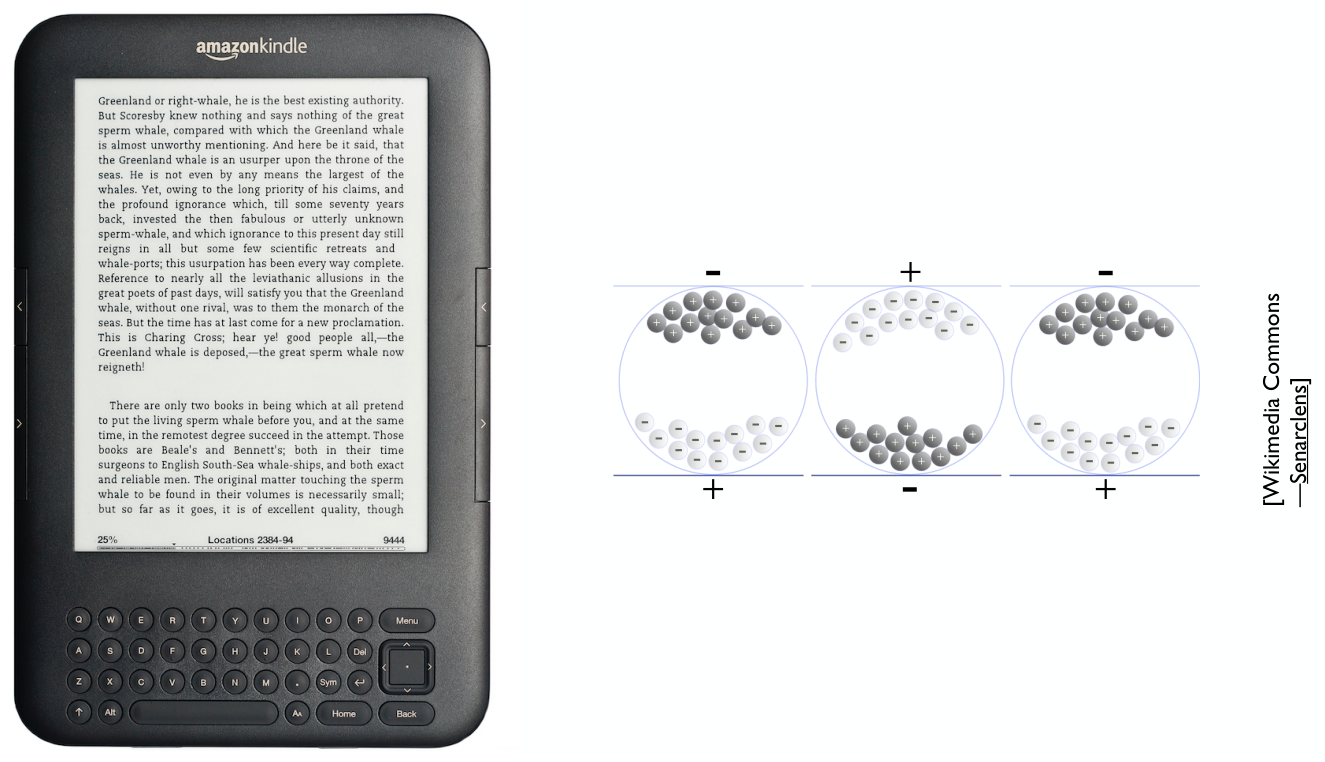 amazonkindle
Greenland or right-whale, he is the best existing authority.
But Scoresby knew nothing and says nothing of the great
sperm whale, compared with which the Greenland whale
is almost unworthy mentioning. And here be it said, that
the Greenland whale is an usurper upon the throne of the
seas. He is not even by any means the largest of the
whales. Yet, owing to the long priority of his claims, and
the profound ignorance which, till some seventy years
back, invested the then fabulous or utterly unknown
sperm-whale, and which ignorance to this present day still
reigns in all but some few scientific retreats and
whale-ports; this usurpation has been every way complete.
Reference to nearly all the leviathanic allusions in the
great poets of past days, will satisfy you that the Greenland
whale, without one rival, was to them the monarch of the
seas. But the time has at last come for a new proclamation.
This is Charing Cross; hear ye! good people all,—the
Greenland whale is deposed,—the great sperm whale now
reigneth!
There are only two books in being which at all pretend
to put the living sperm whale before you, and at the same
time, in the remotest degree succeed in the attempt. Those
books are Beale's and Bennett's; both in their time
surgeons to English South-Sea whale-ships, and both exact
and reliable men. The original matter touching the sperm
whale to be found in their volumes is necessarily small;
but so far as it goes, it is of excellent quality, though
25% Locations 2384-94 9444
Q W E R T Y U I O P Menu
A S D F G H J K L Del
Z X C V B N M . Sym ↵
↑ Alt Aᴀ Home Back
- + -
+ - +
[Wikimedia Commons
—Senarclens]